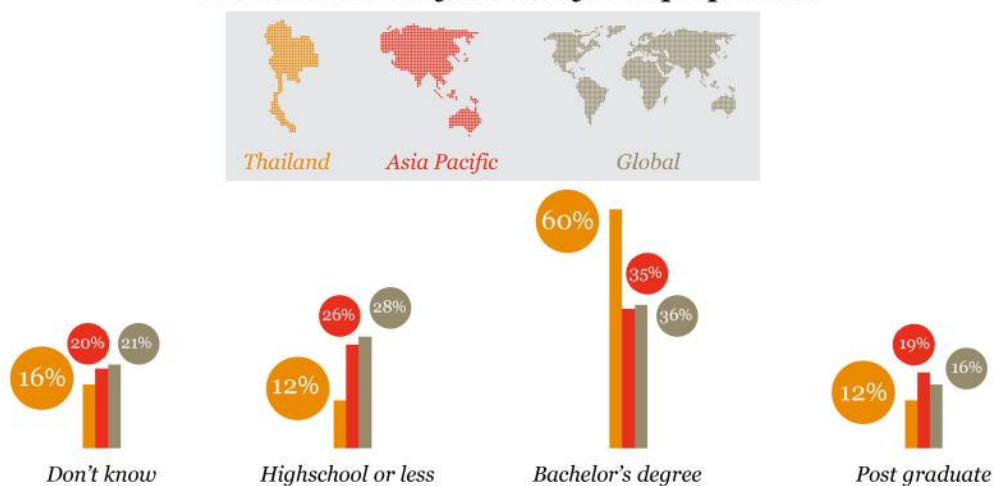 Thailand Asia Pacific Global
60%
35%
26% 28% 36%
20% 21% 19%
16% 12% 12% 16%
Don't know Highschool or less Bachelor's degree Post graduate